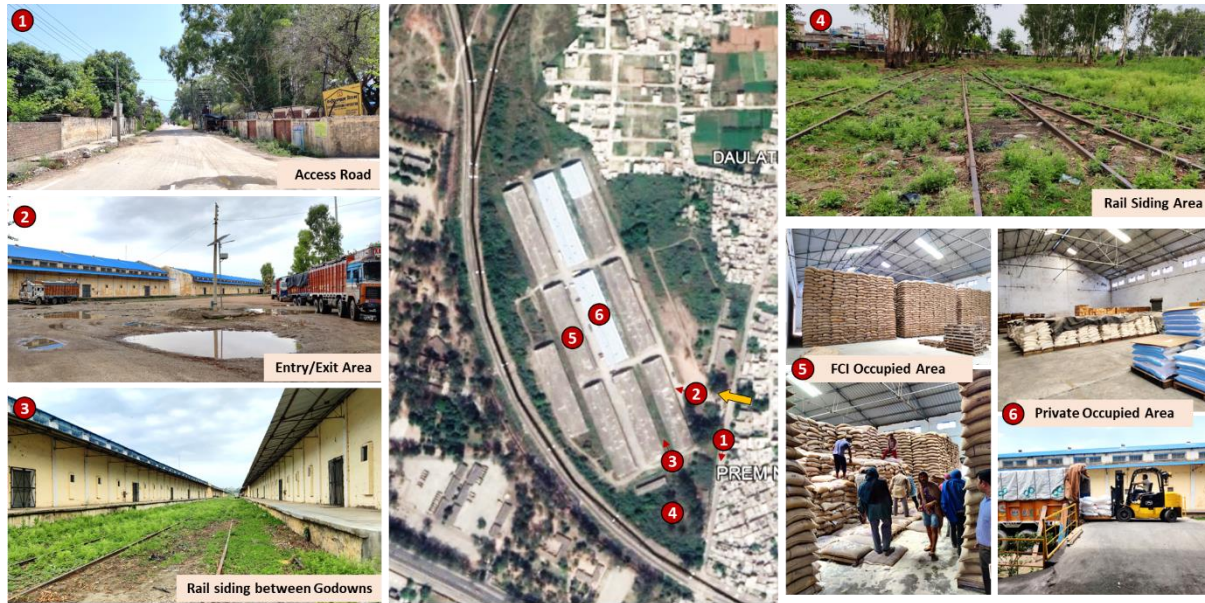 1
Access Road
2
Entry/Exit Area
3
Rail siding between Godowns
DAULAT
6
5
2
1
3
PREM N
4
4
Rail Siding Area
5
FCI Occupied Area
6
Private Occupied Area